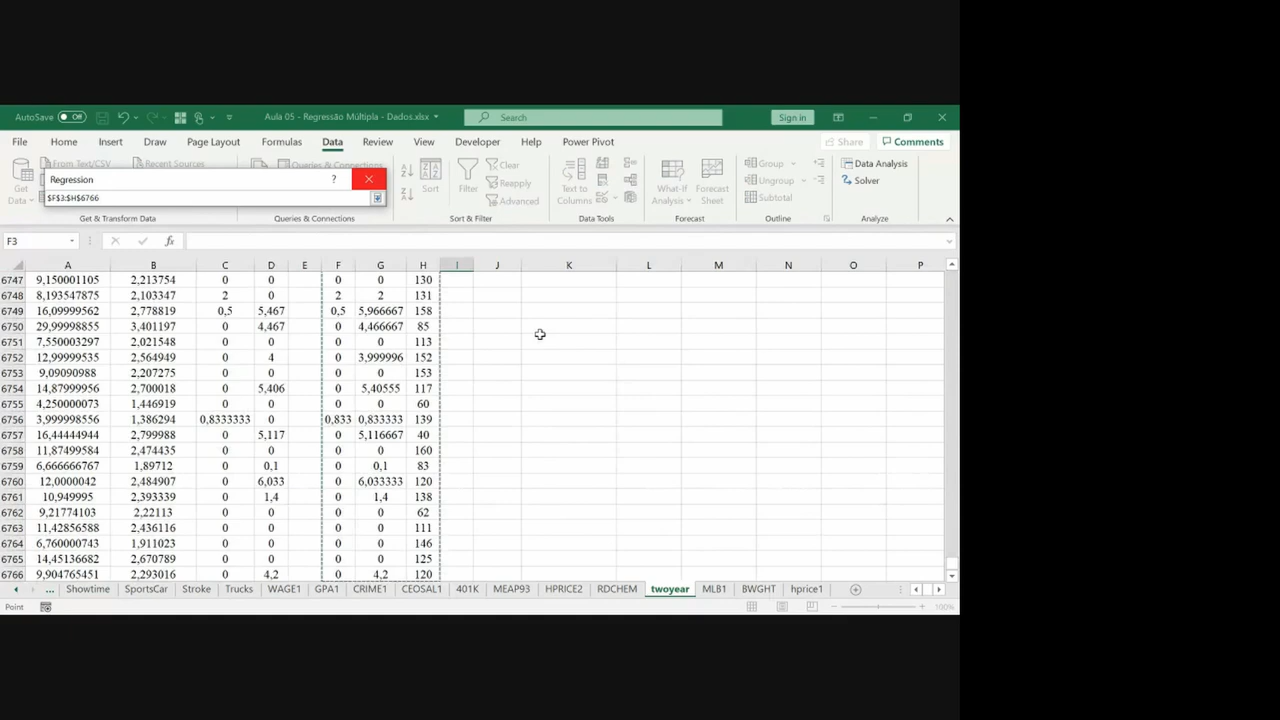 AutoSave Off Aula 05 - Regressão Múltipla - Dados.xlsx Search Sign in
File Home Insert Draw Page Layout Formulas Data Review View Developer Help Power Pivot Share Comments
Get Data From Text/CSV Recent Sources Queries & Connections Sort Filter Clear Reapply Advanced Text to Columns What-If Analysis Forecast Sheet Group Ungroup Subtotal Data Analysis Solver
Regression ?
$F$3:$H$6766
Get & Transform Data Queries & Connections Sort & Filter Data Tools Forecast Outline Analyze
F3 fx
A B C D E F G H I J K L M N O P
6747 9,150001105 2,213754 0 0 0 0 130
6748 8,193547875 2,103347 2 0 2 2 131
6749 16,09999562 2,778819 0,5 5,467 0,5 5,966667 158
6750 29,99998855 3,401197 0 4,467 0 4,466667 85
6751 7,550003297 2,021548 0 0 0 0 113
6752 12,99999535 2,564949 0 4 0 3,999996 152
6753 9,09090988 2,207275 0 0 0 0 153
6754 14,87999956 2,700018 0 5,406 0 5,40555 117
6755 4,250000073 1,446919 0 0 0 0 60
6756 3,999998556 1,386294 0,8333333 0 0,833 0,833333 139
6757 16,44444944 2,799988 0 5,117 0 5,116667 40
6758 11,87499584 2,474435 0 0 0 0 160
6759 6,666666767 1,89712 0 0,1 0 0,1 83
6760 12,0000042 2,484907 0 6,033 0 6,033333 120
6761 10,949995 2,393339 0 1,4 0 1,4 138
6762 9,21774103 2,22113 0 0 0 0 62
6763 11,42856588 2,436116 0 0 0 0 111
6764 6,760000743 1,911023 0 0 0 0 146
6765 14,45136682 2,670789 0 0 0 0 125
6766 9,904765451 2,293016 0 4,2 0 4,2 120
... Showtime SportsCar Stroke Trucks WAGE1 GPA1 CRIME1 CEOSAL1 401K MEAP93 HPRICE2 RDCHEM twoyear MLB1 BWGHT hprice1
Point 100%